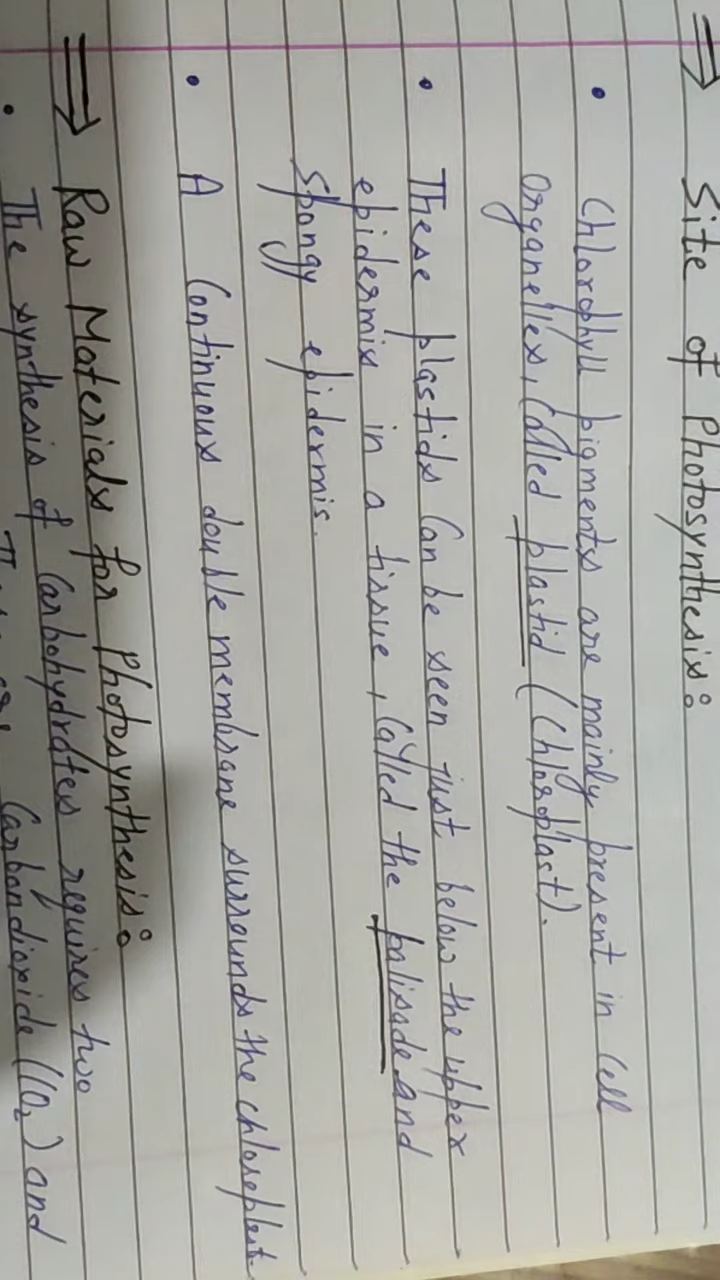 ⇒ Site of Photosynthesis:
• Chlorophyll pigments are mainly present in Cell
organelles, Called plastid (Chloroplast).
• These plastids Can be seen just below the upper
epidermis in a tissue, Called the palisade and
Spongy epidermis.
• A Continuous double membrane surrounds the chloroplast.
⇒ Raw Materials for Photosynthesis:
• The synthesis of Carbohydrates requires two
Carbondioxide (CO₂) and